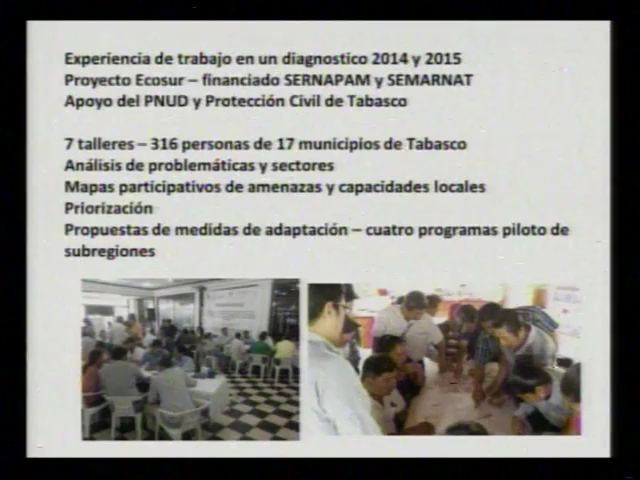 Experiencia de trabajo en un diagnostico 2014 y 2015
Proyecto Ecosur – financiado SERNAPAM y SEMARNAT
Apoyo del PNUD y Protección Civil de Tabasco
7 talleres – 316 personas de 17 municipios de Tabasco
Análisis de problemáticas y sectores
Mapas participativos de amenazas y capacidades locales
Priorización
Propuestas de medidas de adaptación – cuatro programas piloto de
subregiones